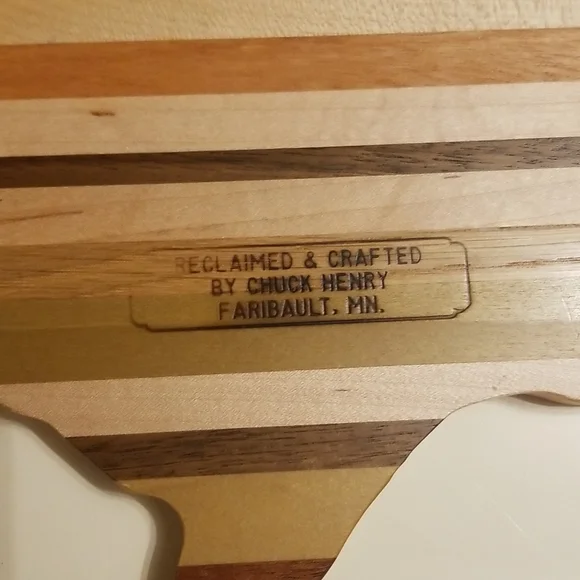 RECLAIMED & CRAFTED
BY CHUCK HENRY
FARIBAULT, MN.